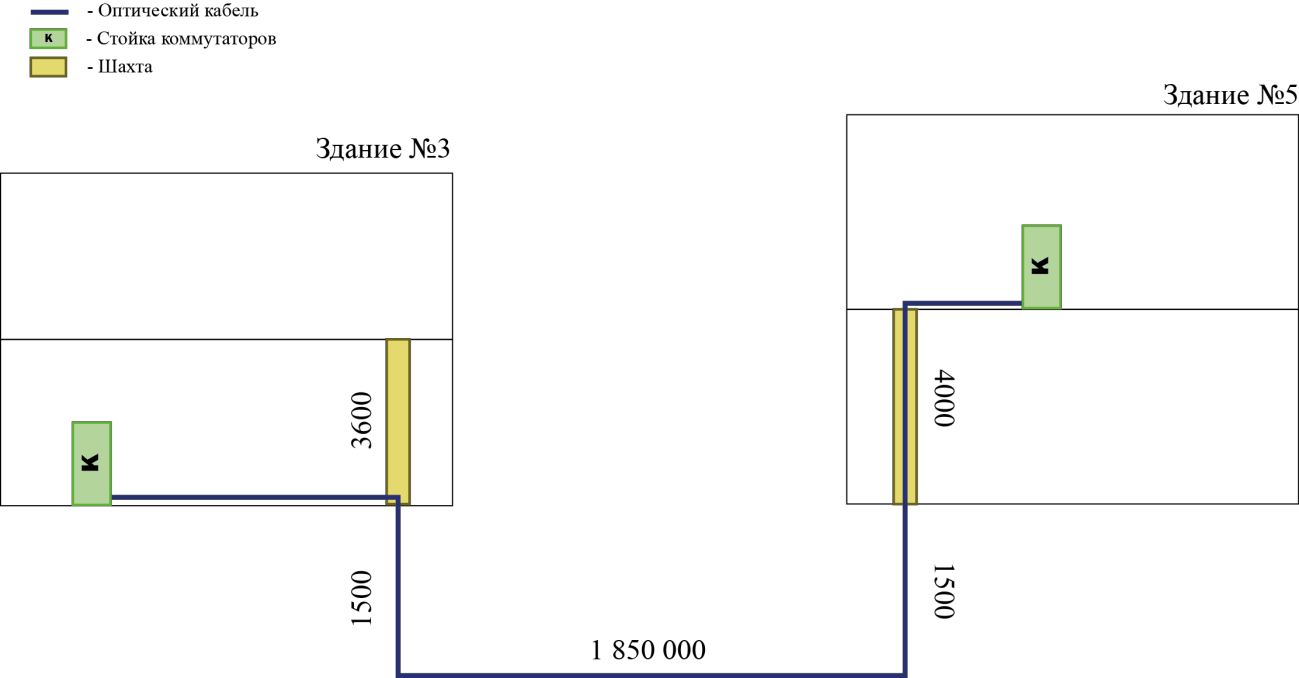 - Оптический кабель
К - Стойка коммутаторов
- Шахта
Здание №5
Здание №3
К
4000
3600
К
1500
1500
1 850 000